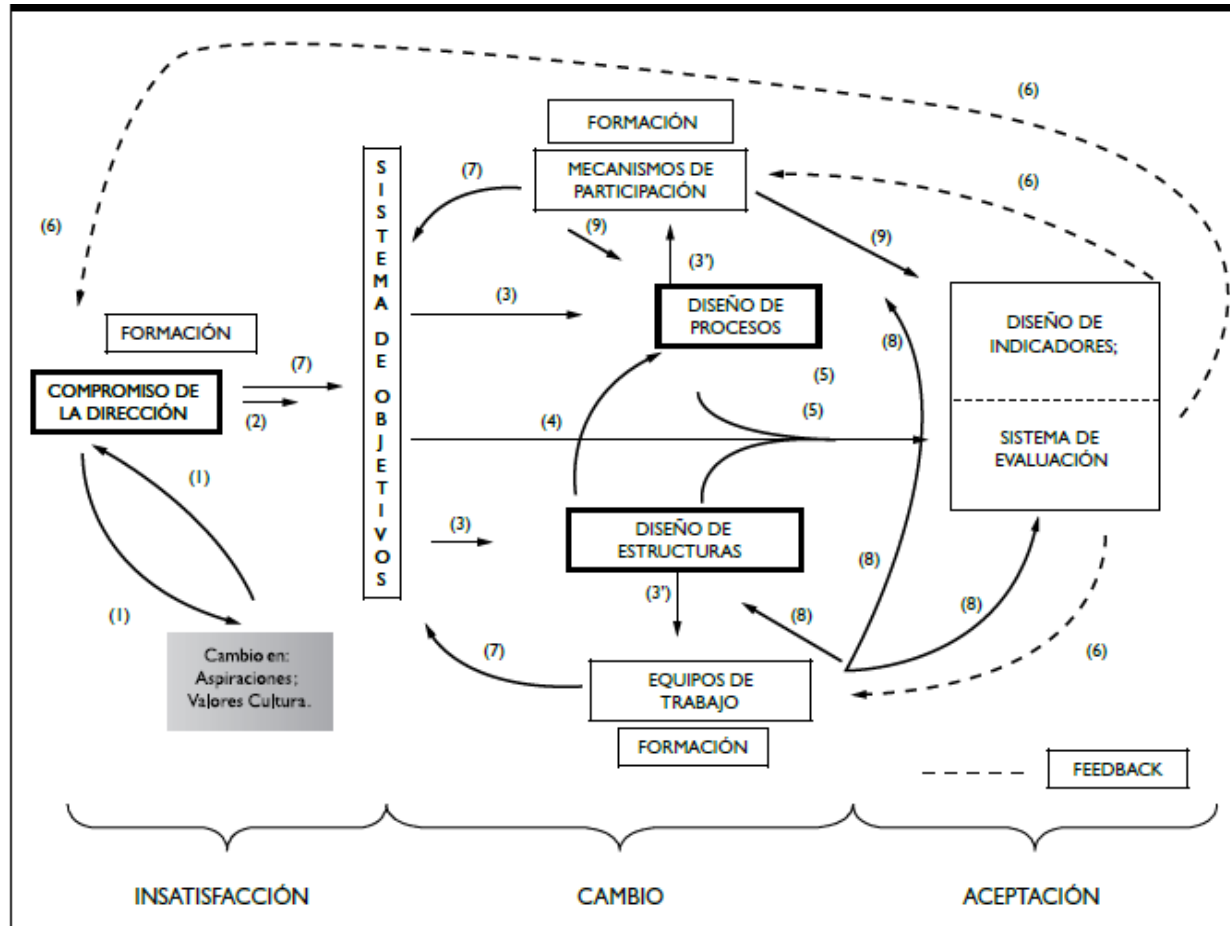 (6)
FORMACIÓN
MECANISMOS DE
PARTICIPACIÓN
(7)
(6)
(6)
(9)
(9)
(3')
SISTEMA DE OBJETIVOS
(3)
DISEÑO DE
PROCESOS
DISEÑO DE
INDICADORES;
FORMACIÓN
(8)
COMPROMISO DE
LA DIRECCIÓN
(7)
(2)
(5)
(4)
(5)
SISTEMA DE
EVALUACIÓN
(1)
(3)
DISEÑO DE
ESTRUCTURAS
(8)
(3')
(1)
(8)
(8)
Cambio en:
Aspiraciones;
Valores Cultura.
(7)
(6)
EQUIPOS DE
TRABAJO
FORMACIÓN
FEEDBACK
INSATISFACCIÓN
CAMBIO
ACEPTACIÓN